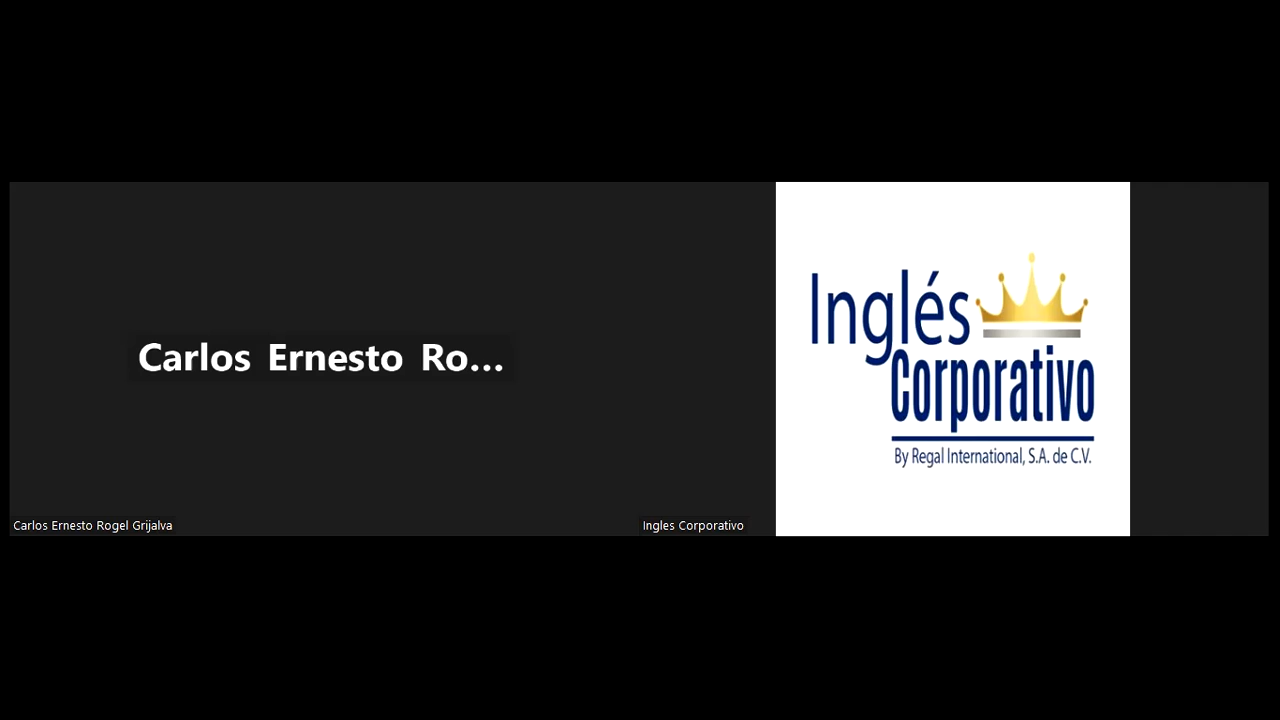 Carlos Ernesto Ro...
Carlos Ernesto Rogel Grijalva
Inglés
Corporativo
By Regal International, S.A. de C.V.
Ingles Corporativo